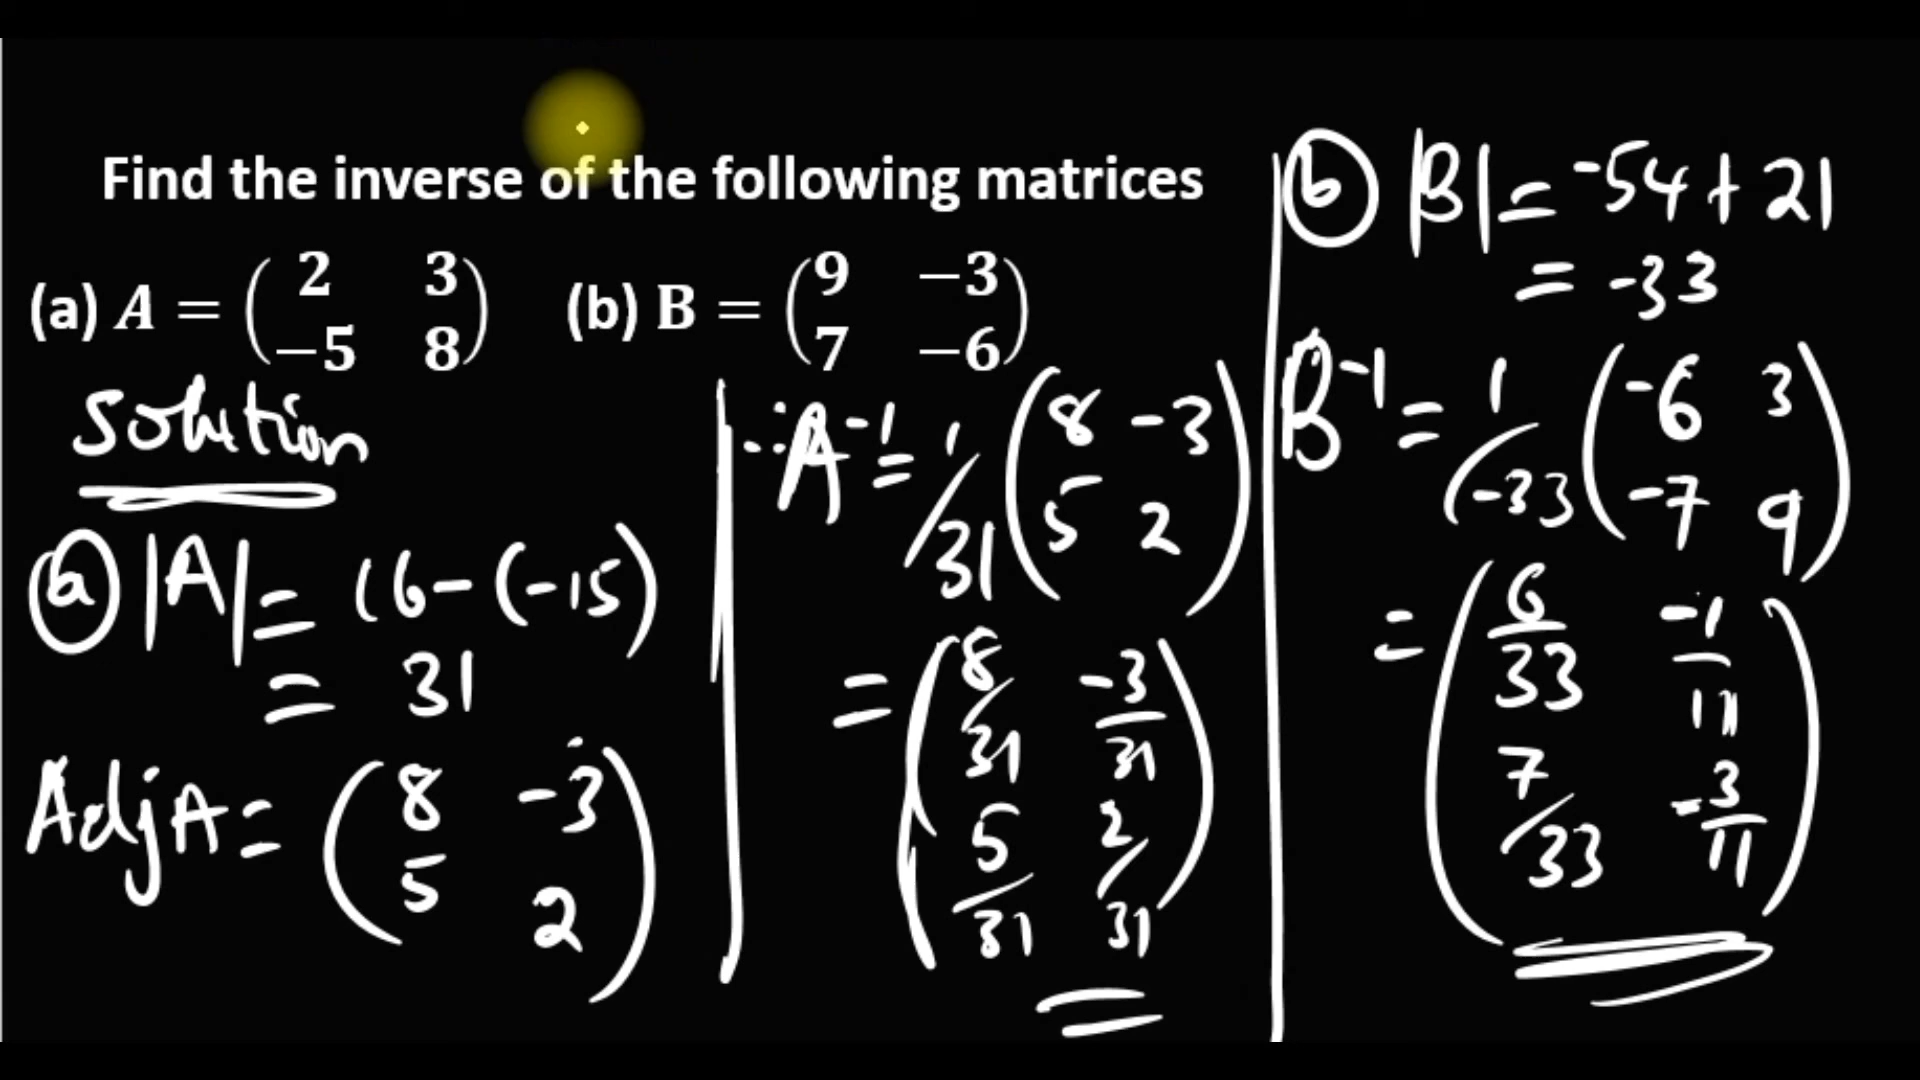 Find the inverse of the following matrices
(a) A = (2 3
−5 8) (b) B = (9 −3
7 −6)
Solution
(a) |A| = 16-(-15)
= 31
Adj A = (8 -3
5 2)
∴ A⁻¹ = 1/31 (8 -3
5 2)
= (8/31 -3/31
5/31 2/31)
(b) |B| = -54 + 21
= -33
B⁻¹ = 1/-33 (-6 3
-7 9)
= (6/33 -1/11
7/33 -3/11)